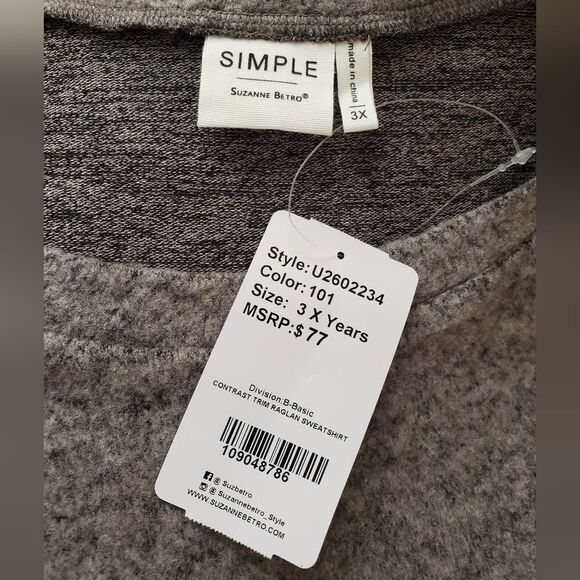 SIMPLE
SUZANNE BETRO®
made in china
3X
Style: U2602234
Color: 101
Size: 3 X Years
MSRP:$ 77
Division:B-Basic
CONTRAST TRIM RAGLAN SWEATSHIRT
109048786
@ Suzbetro
@ Suzannebetro_Style
WWW.SUZANNEBETRO.COM